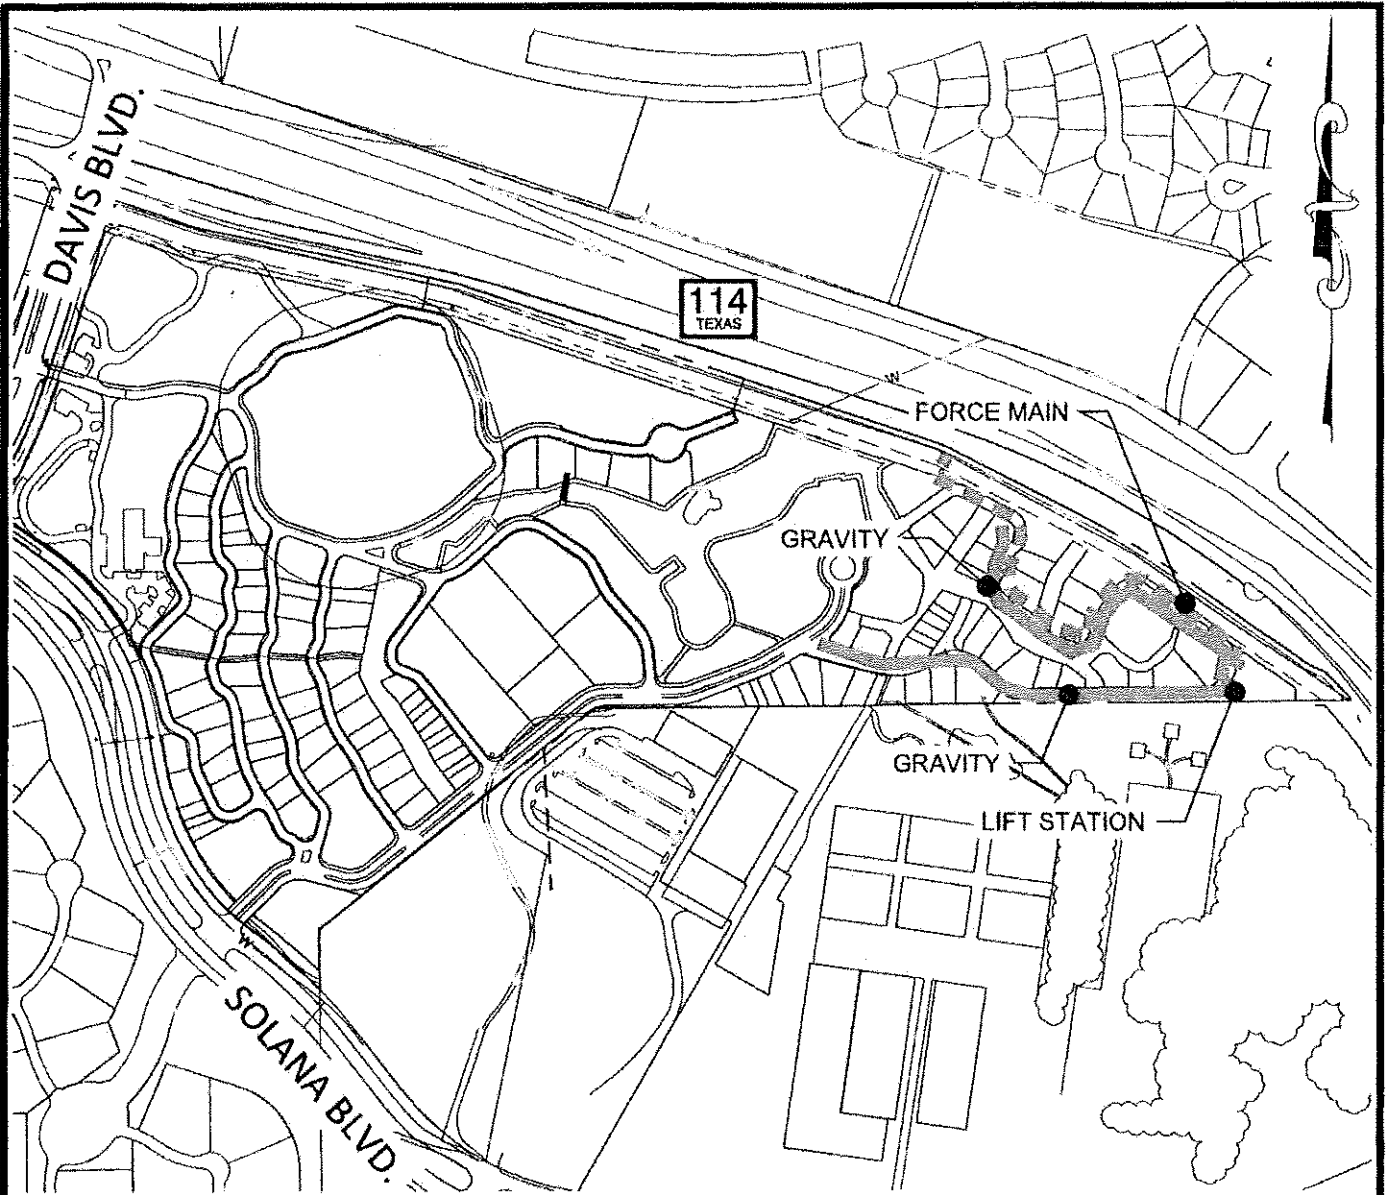 DAVIS BLVD.
114
TEXAS
W
FORCE MAIN
GRAVITY
GRAVITY
LIFT STATION
W
SOLANA BLVD.